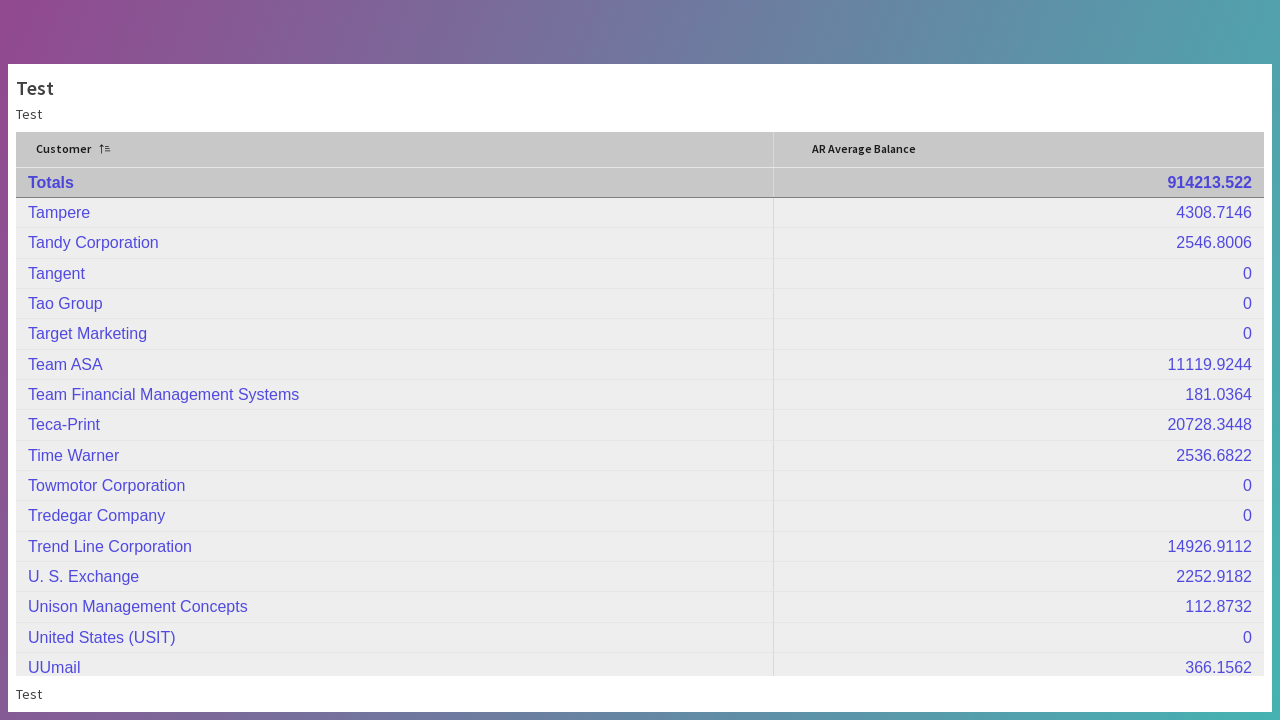 Test
Test
Customer AR Average Balance
Totals 914213.522
Tampere 4308.7146
Tandy Corporation 2546.8006
Tangent 0
Tao Group 0
Target Marketing 0
Team ASA 11119.9244
Team Financial Management Systems 181.0364
Teca-Print 20728.3448
Time Warner 2536.6822
Towmotor Corporation 0
Tredegar Company 0
Trend Line Corporation 14926.9112
U. S. Exchange 2252.9182
Unison Management Concepts 112.8732
United States (USIT) 0
UUmail 366.1562
Test